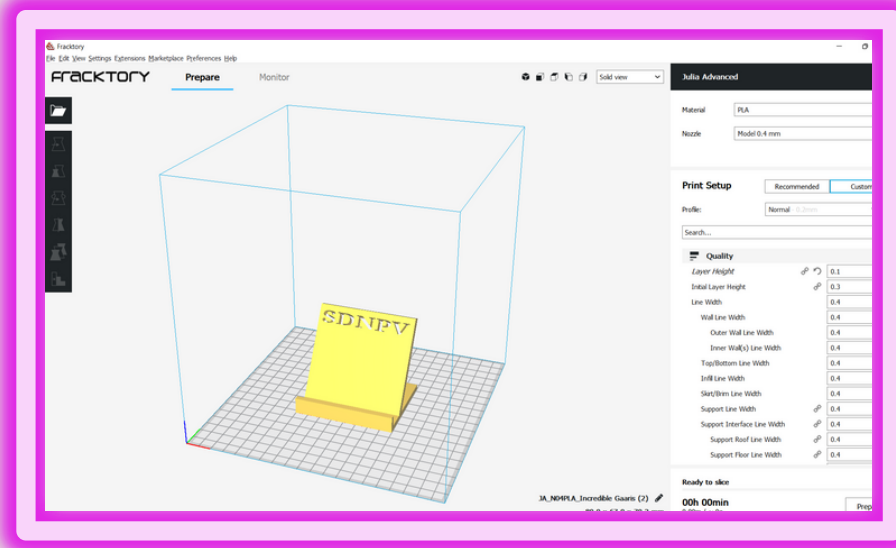 Fracktory
File Edit View Settings Extensions Marketplace Preferences Help
Fracktory Prepare Monitor Solid view Julia Advanced
Material PLA
Nozzle Model 0.4 mm
Print Setup Recommended Custom
Profile: Normal 0.2mm
Search...
Quality
Layer Height 0.1
Initial Layer Height 0.3
Line Width 0.4
Wall Line Width 0.4
Outer Wall Line Width 0.4
Inner Wall(s) Line Width 0.4
Top/Bottom Line Width 0.4
Infill Line Width 0.4
Skirt/Brim Line Width 0.4
Support Line Width 0.4
Support Interface Line Width 0.4
Support Roof Line Width 0.4
Support Floor Line Width 0.4
SDNPV
JA_N04PLA_Incredible Gaaris (2)
Ready to slice
00h 00min
Prep